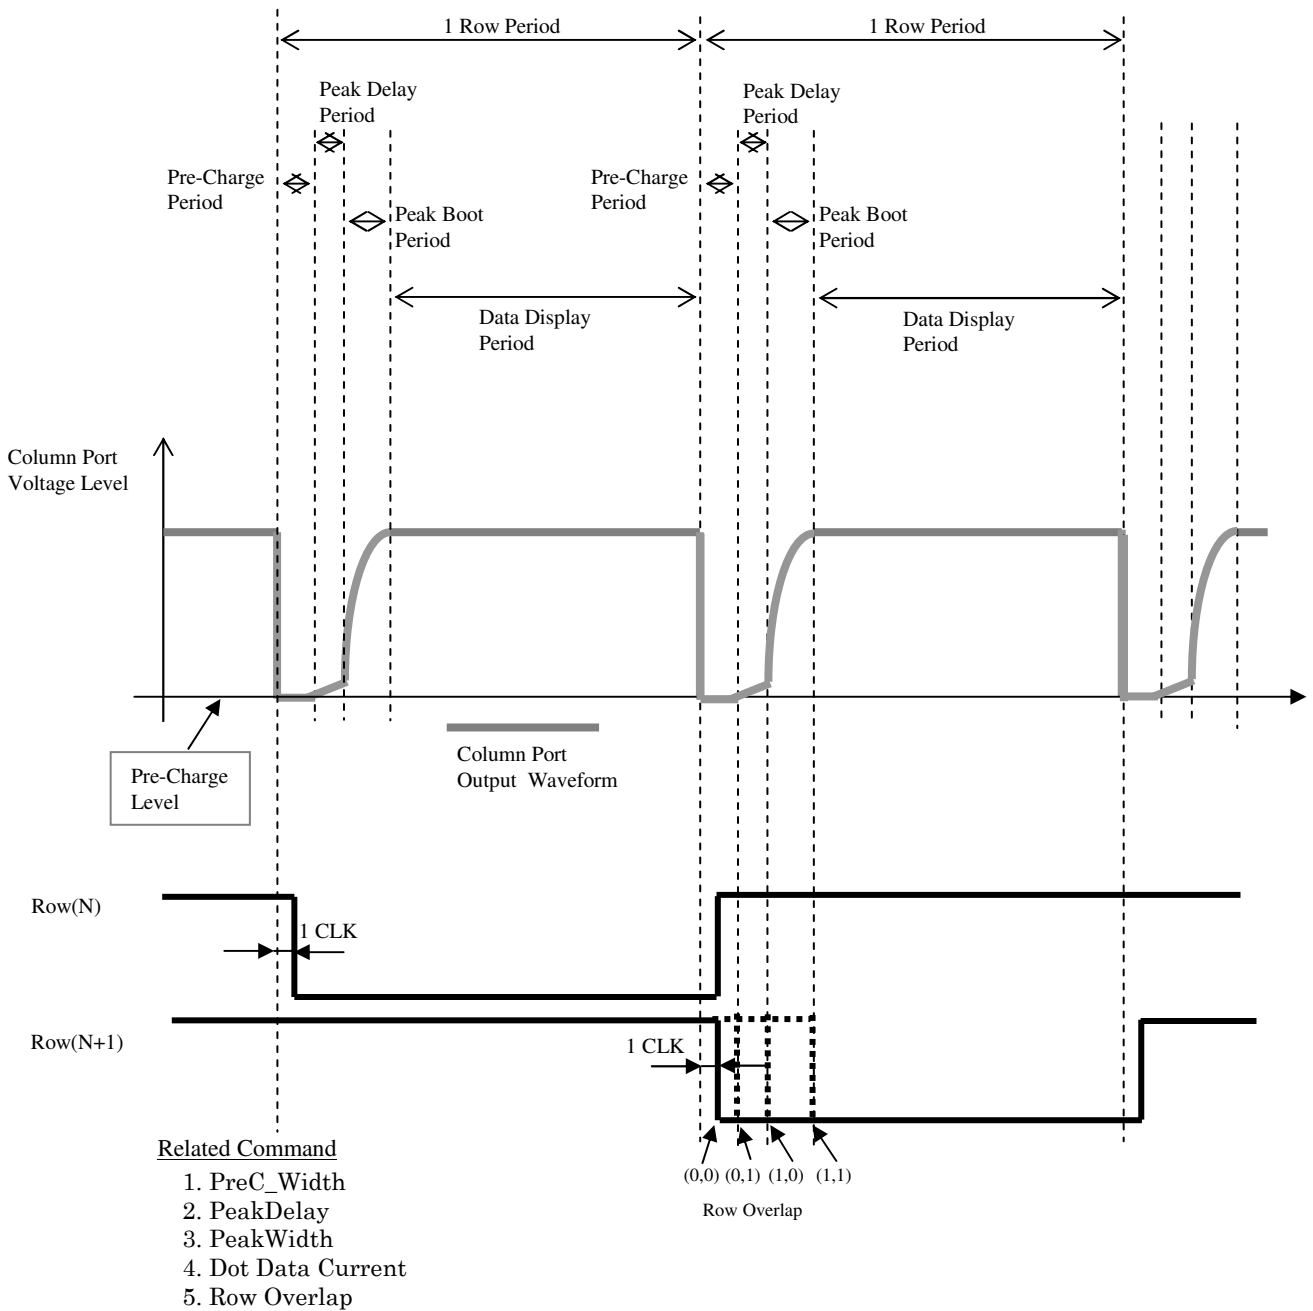 1 Row Period
1 Row Period
Peak Delay
Period
Peak Delay
Period
Pre-Charge
Period
Pre-Charge
Period
Peak Boot
Period
Peak Boot
Period
Data Display
Period
Data Display
Period
Column Port
Voltage Level
Pre-Charge
Level
Column Port
Output Waveform
Row(N)
1 CLK
Row(N+1)
1 CLK
(0,0) (0,1) (1,0) (1,1)
Row Overlap
Related Command
1. PreC_Width
2. PeakDelay
3. PeakWidth
4. Dot Data Current
5. Row Overlap